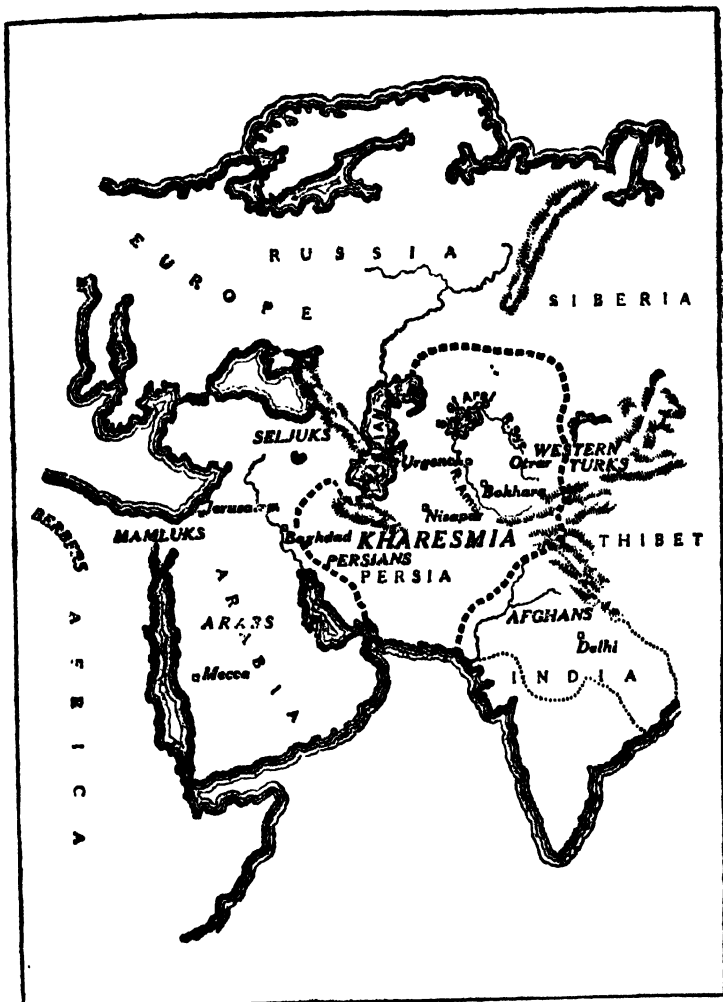 EUROPE
RUSSIA
SIBERIA
SELJUKS
Urgench
Otrar
WESTERN
TURKS
Bokhara
Nisapur
Jerusalem
MAMLUKS
BERBERS
Baghdad
KHARESMIA
THIBET
PERSIANS
PERSIA
ARABS
ARABIA
AFGHANS
Delhi
Mecca
INDIA
AFRICA